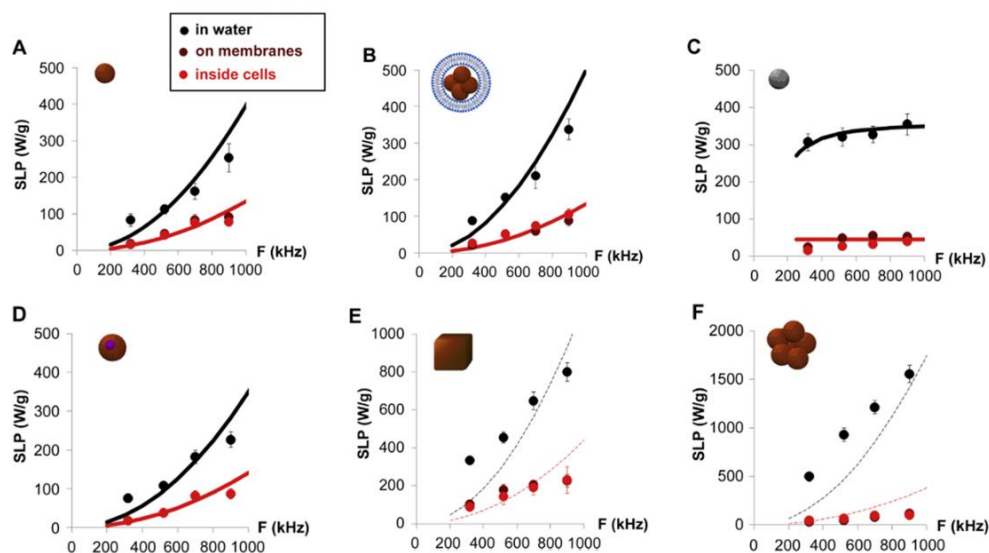 in water
on membranes
inside cells
A
500
400
300
200
100
0
SLP (W/g)
0 200 400 600 800 1000
F (kHz)
B
500
400
300
200
100
0
SLP (W/g)
0 200 400 600 800 1000
F (kHz)
C
500
400
300
200
100
0
SLP (W/g)
0 200 400 600 800 1000
F (kHz)
D
500
400
300
200
100
0
SLP (W/g)
0 200 400 600 800 1000
F (kHz)
E
1000
800
600
400
200
0
SLP (W/g)
0 200 400 600 800 1000
F (kHz)
F
2000
1500
1000
500
0
SLP (W/g)
0 200 400 600 800 1000
F (kHz)